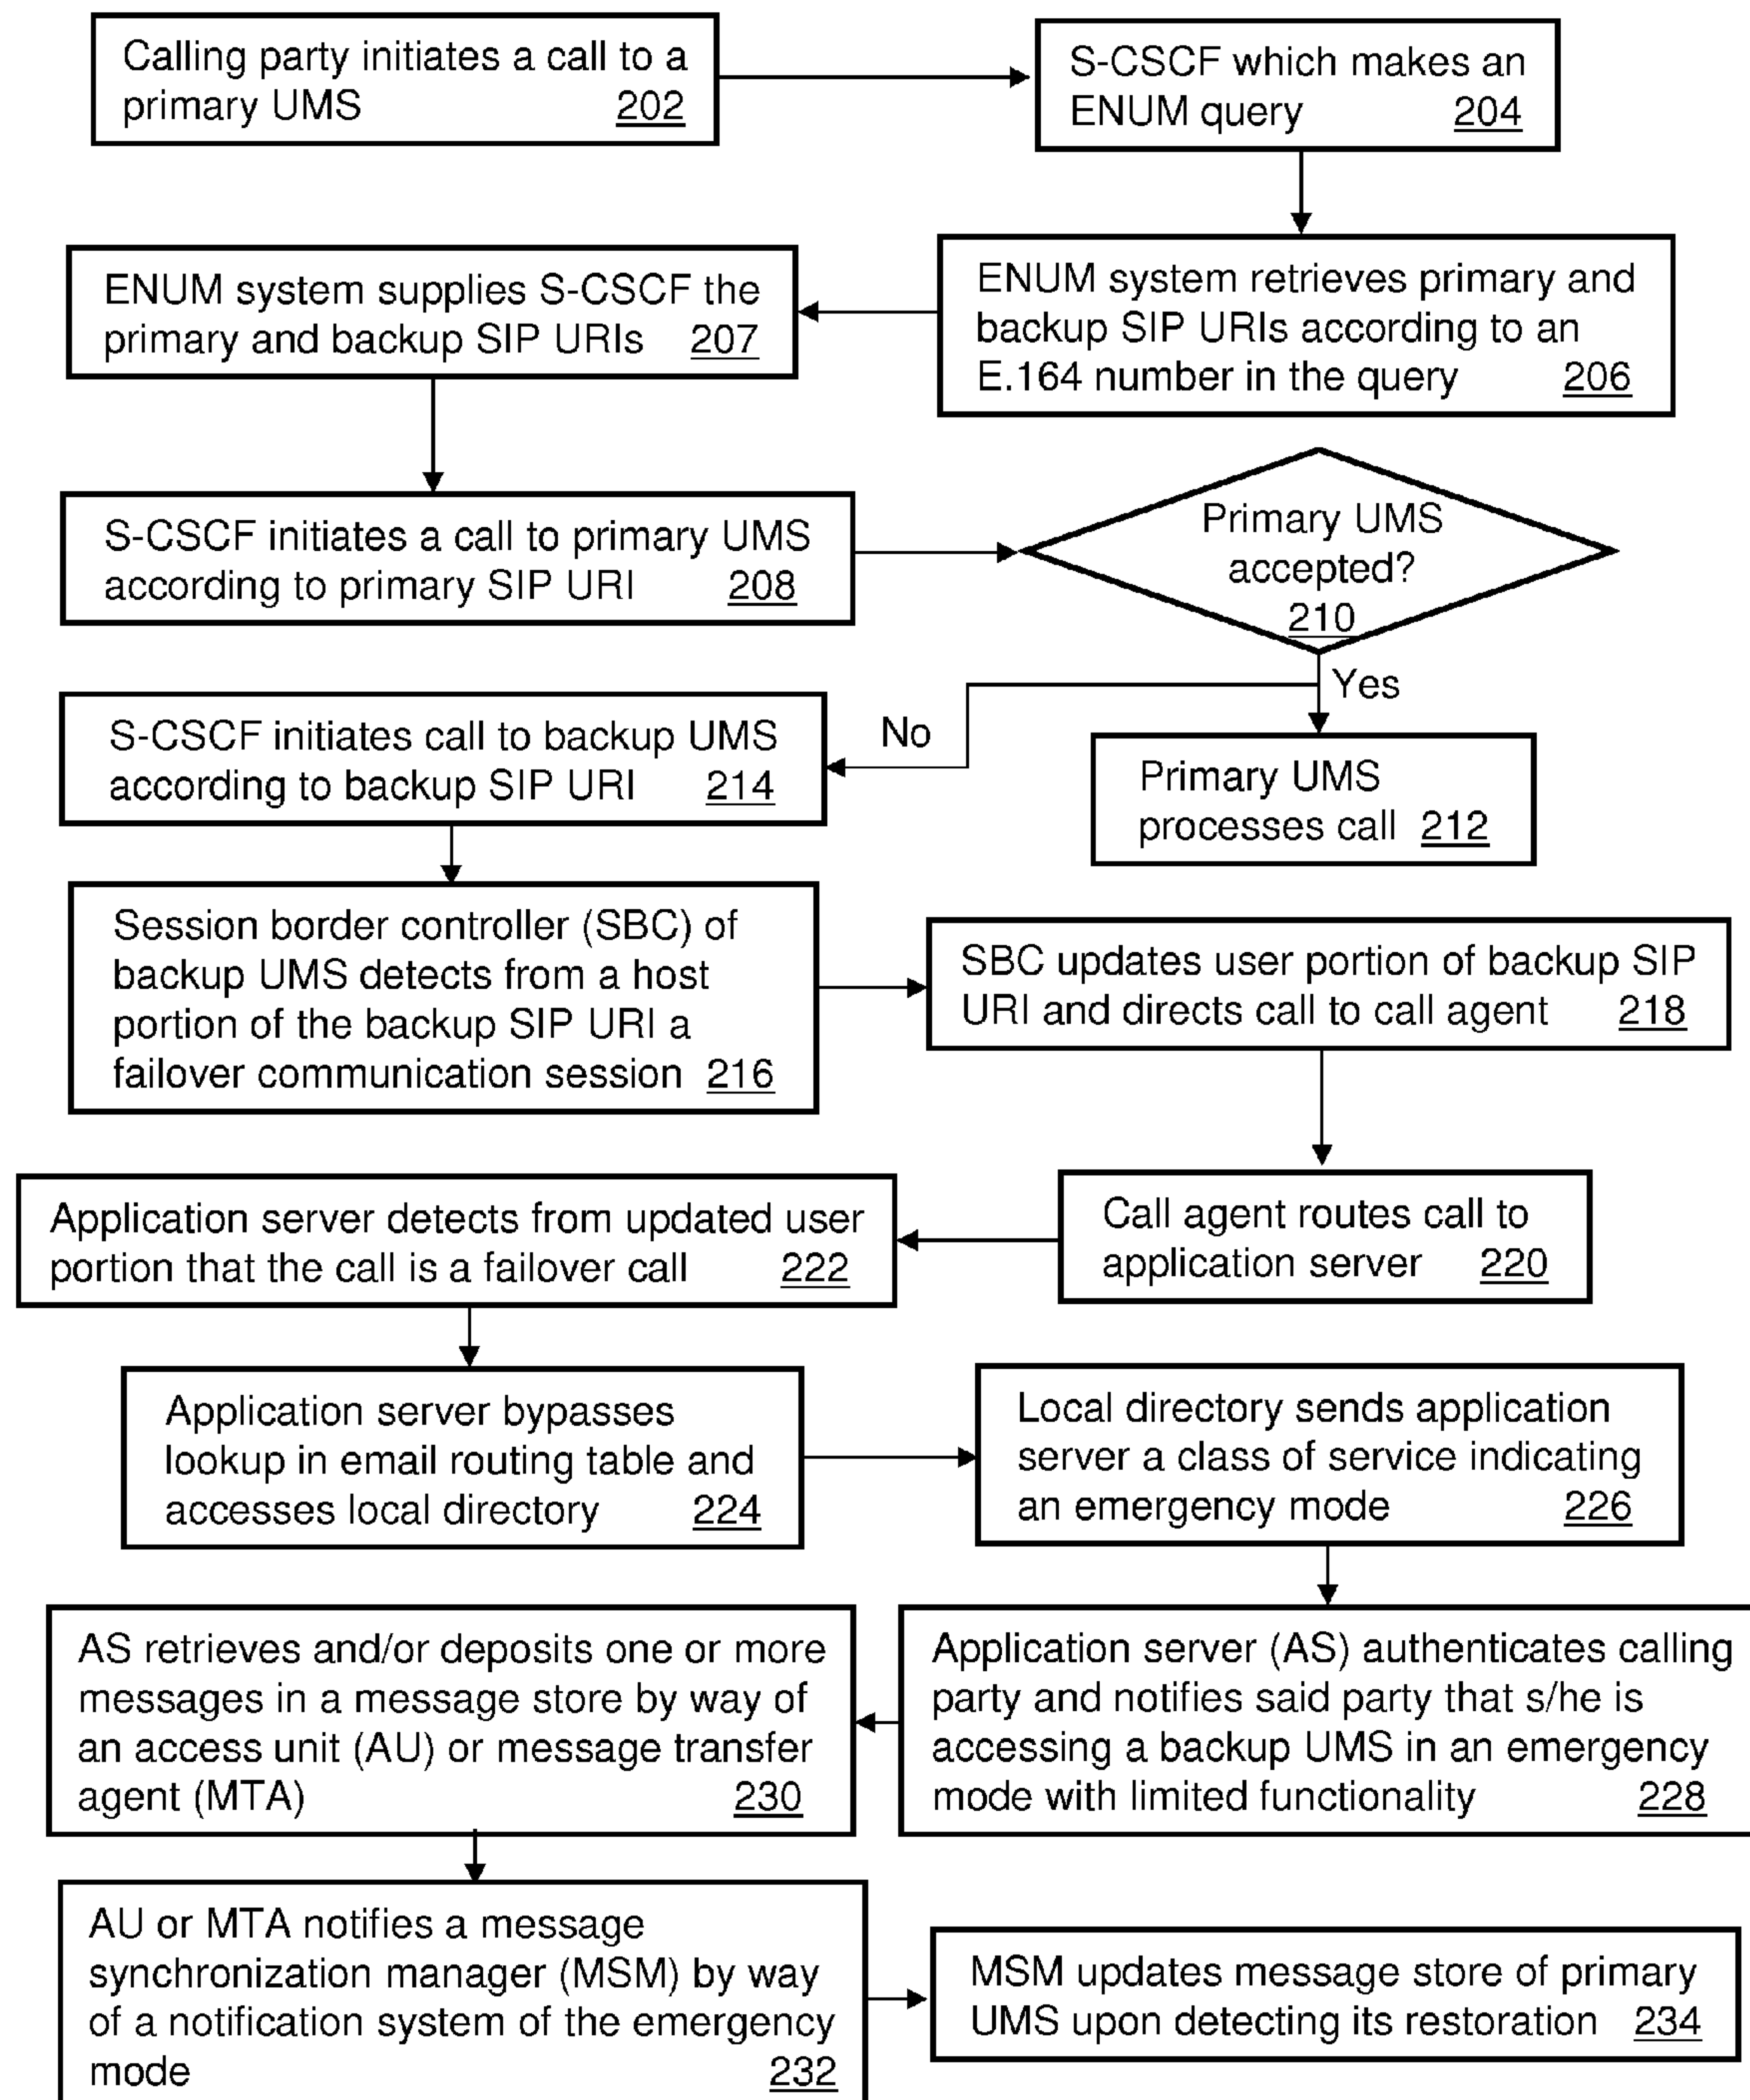 Calling party initiates a call to a
primary UMS 202
S-CSCF which makes an
ENUM query 204
ENUM system retrieves primary and
backup SIP URIs according to an
E.164 number in the query 206
ENUM system supplies S-CSCF the
primary and backup SIP URIs 207
S-CSCF initiates a call to primary UMS
according to primary SIP URI 208
Primary UMS
accepted?
210
Yes
No
Primary UMS
processes call 212
S-CSCF initiates call to backup UMS
according to backup SIP URI 214
Session border controller (SBC) of
backup UMS detects from a host
portion of the backup SIP URI a
failover communication session 216
SBC updates user portion of backup SIP
URI and directs call to call agent 218
Call agent routes call to
application server 220
Application server detects from updated user
portion that the call is a failover call 222
Application server bypasses
lookup in email routing table and
accesses local directory 224
Local directory sends application
server a class of service indicating
an emergency mode 226
Application server (AS) authenticates calling
party and notifies said party that s/he is
accessing a backup UMS in an emergency
mode with limited functionality 228
AS retrieves and/or deposits one or more
messages in a message store by way of
an access unit (AU) or message transfer
agent (MTA) 230
AU or MTA notifies a message
synchronization manager (MSM) by way
of a notification system of the emergency
mode 232
MSM updates message store of primary
UMS upon detecting its restoration 234